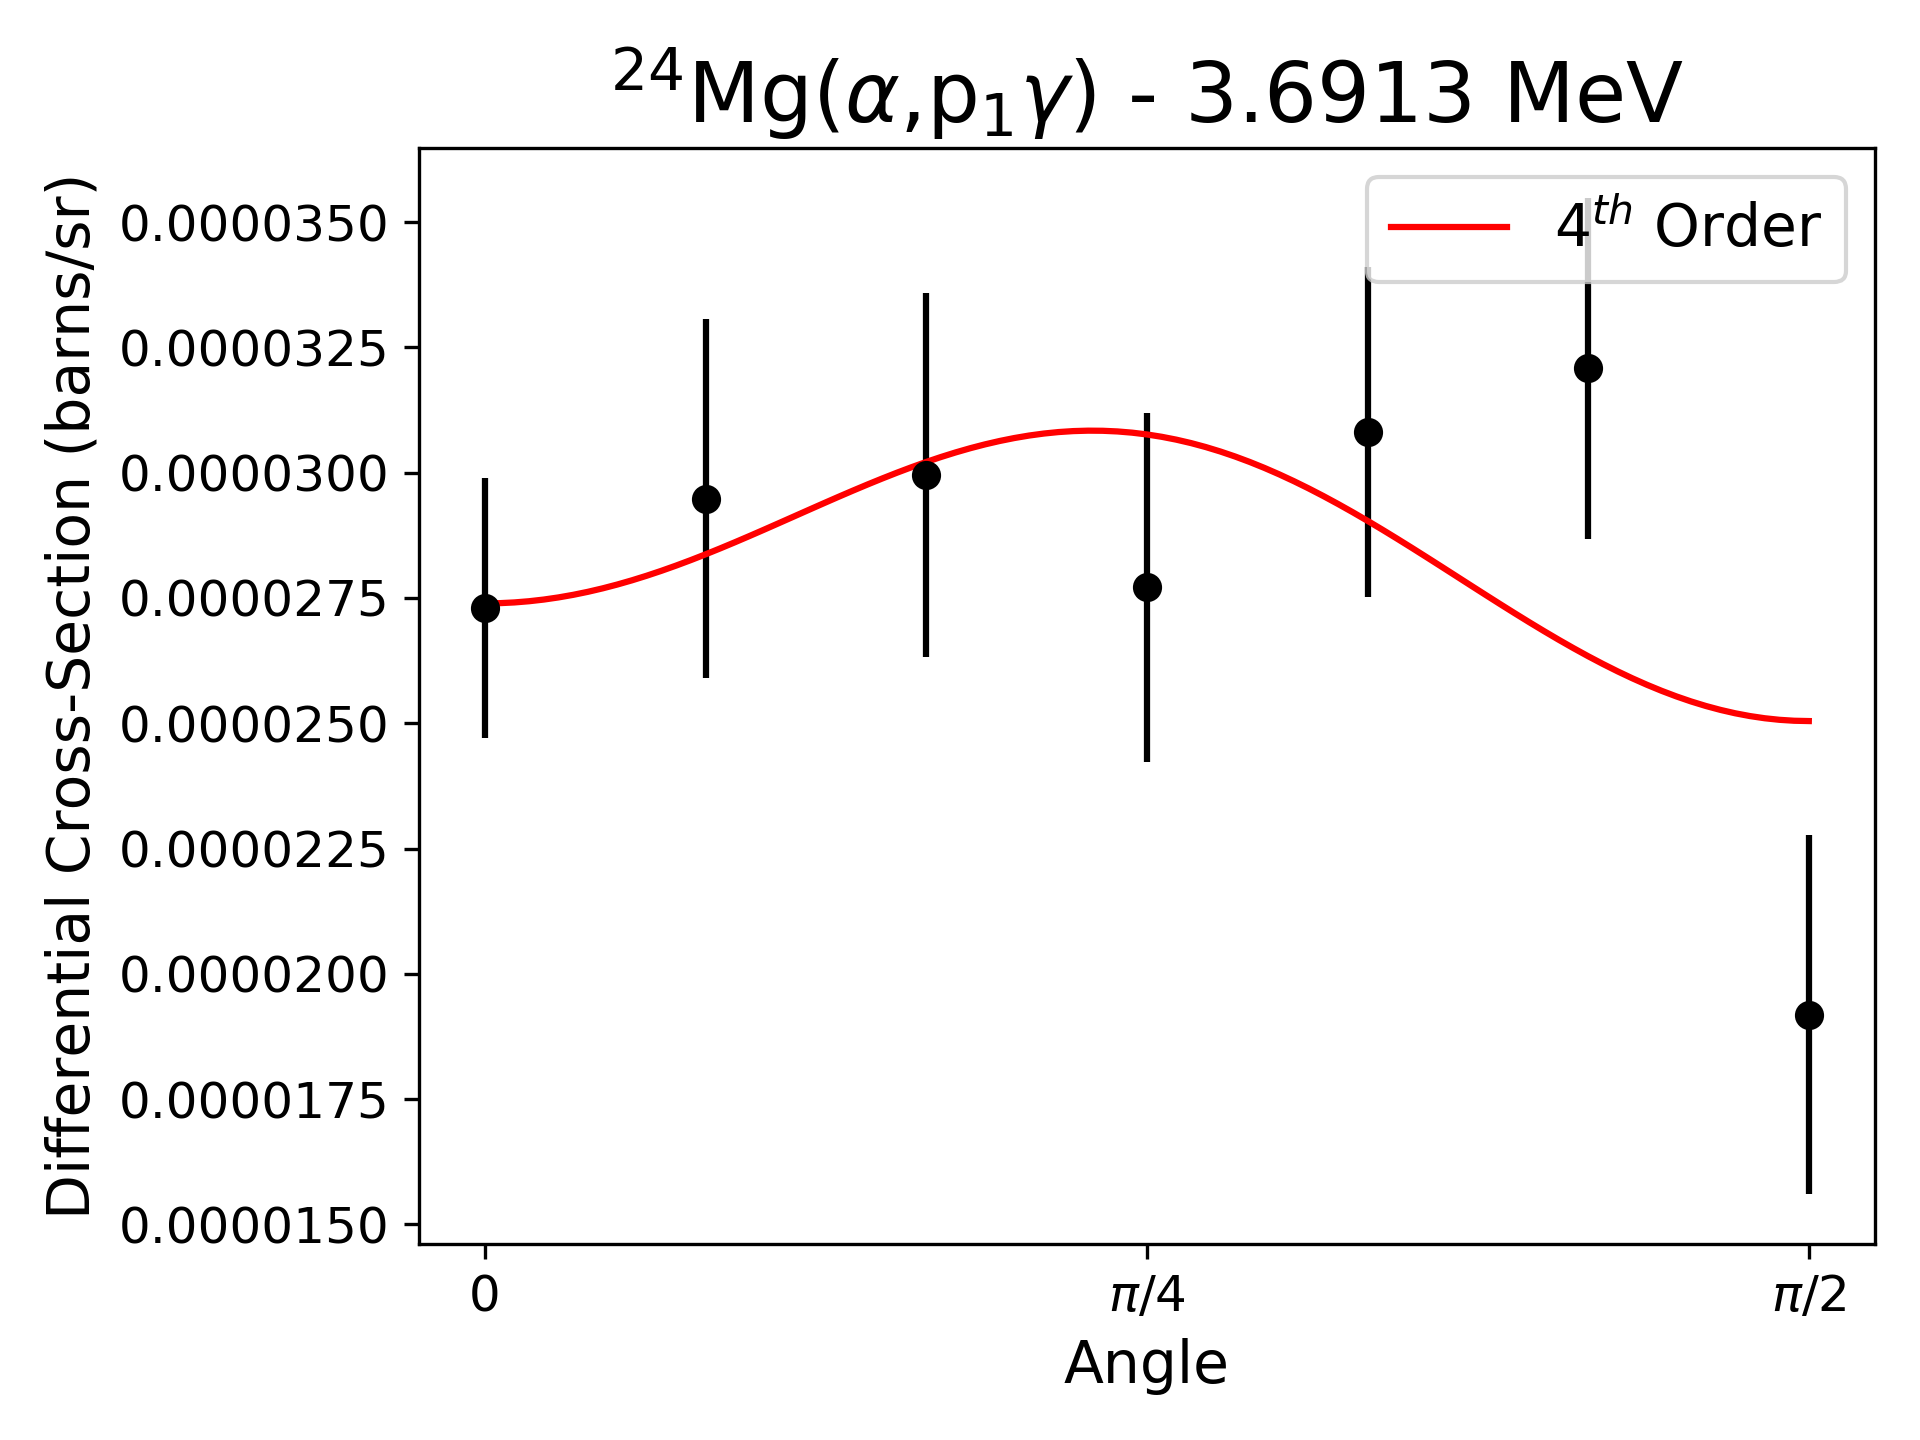 ²⁴Mg(α,p₁γ) - 3.6913 MeV
4ᵗʰ Order
Differential Cross-Section (barns/sr)
0.0000350
0.0000325
0.0000300
0.0000275
0.0000250
0.0000225
0.0000200
0.0000175
0.0000150
0
π/4
π/2
Angle